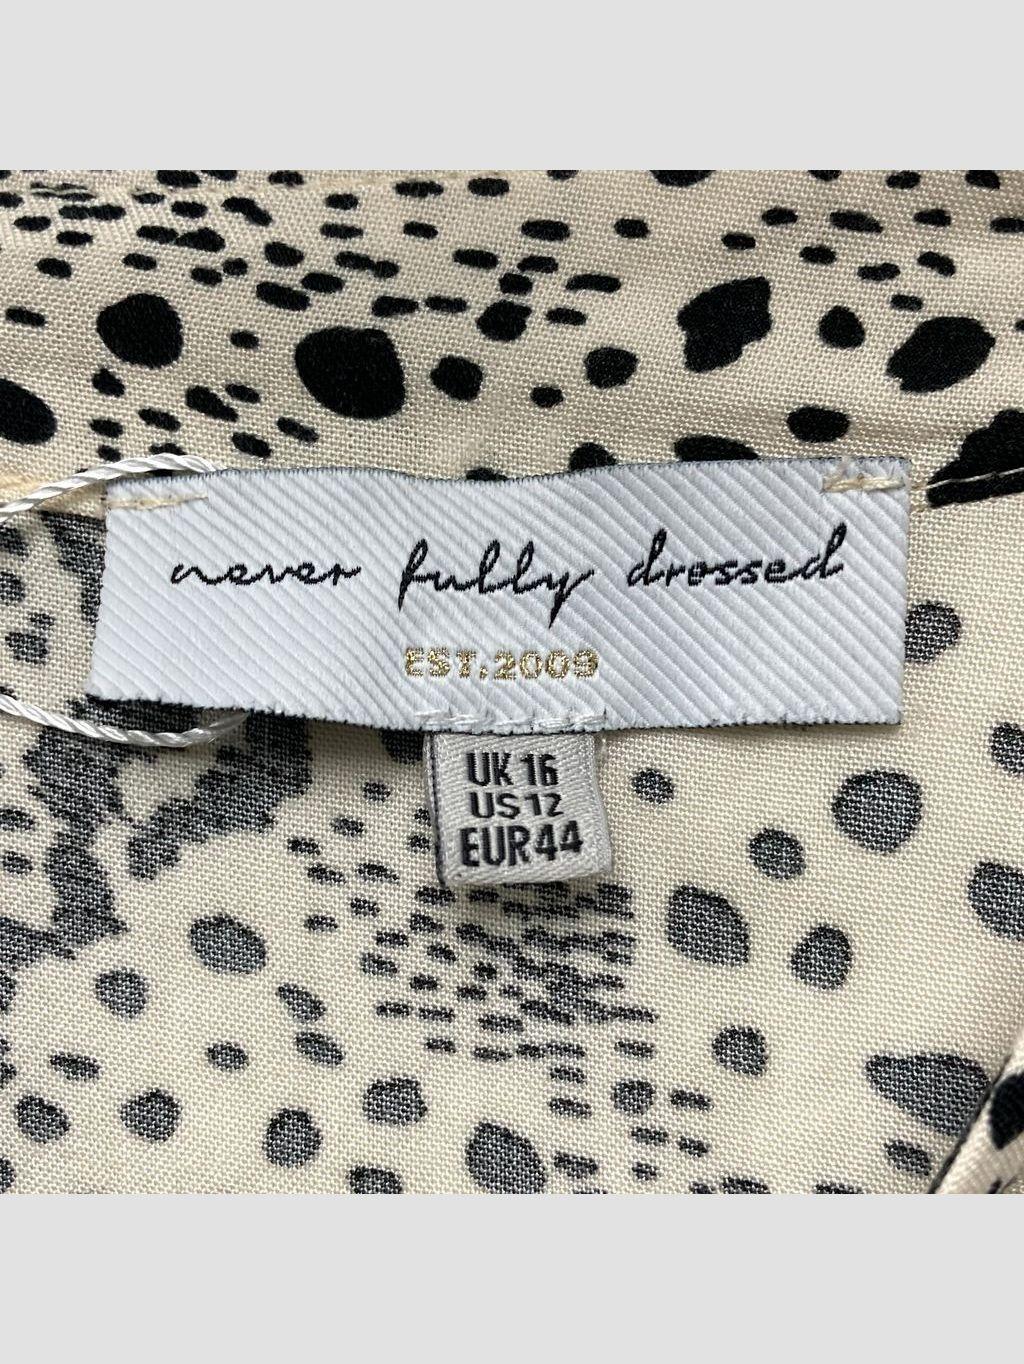 never fully dressed
EST.2009
UK 16
US 12
EUR 44